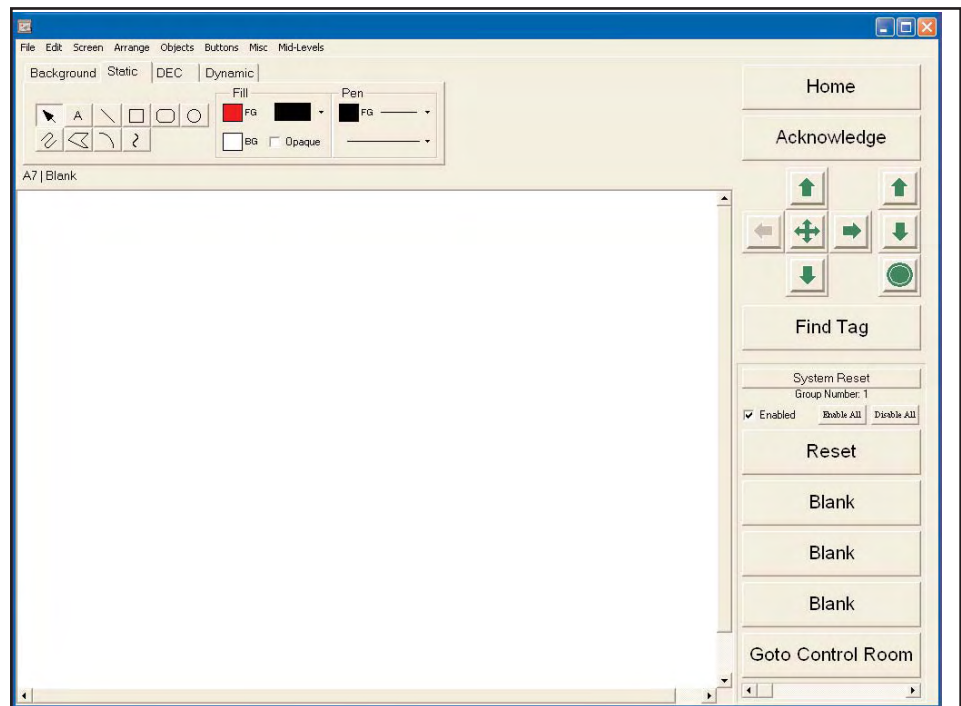 File Edit Screen Arrange Objects Buttons Misc Mid-Levels
Background Static DEC Dynamic
Fill Pen
A FG FG
BG Opaque
A7 | Blank
Home
Acknowledge
Find Tag
System Reset
Group Number: 1
Enabled Enable All Disable All
Reset
Blank
Blank
Blank
Goto Control Room